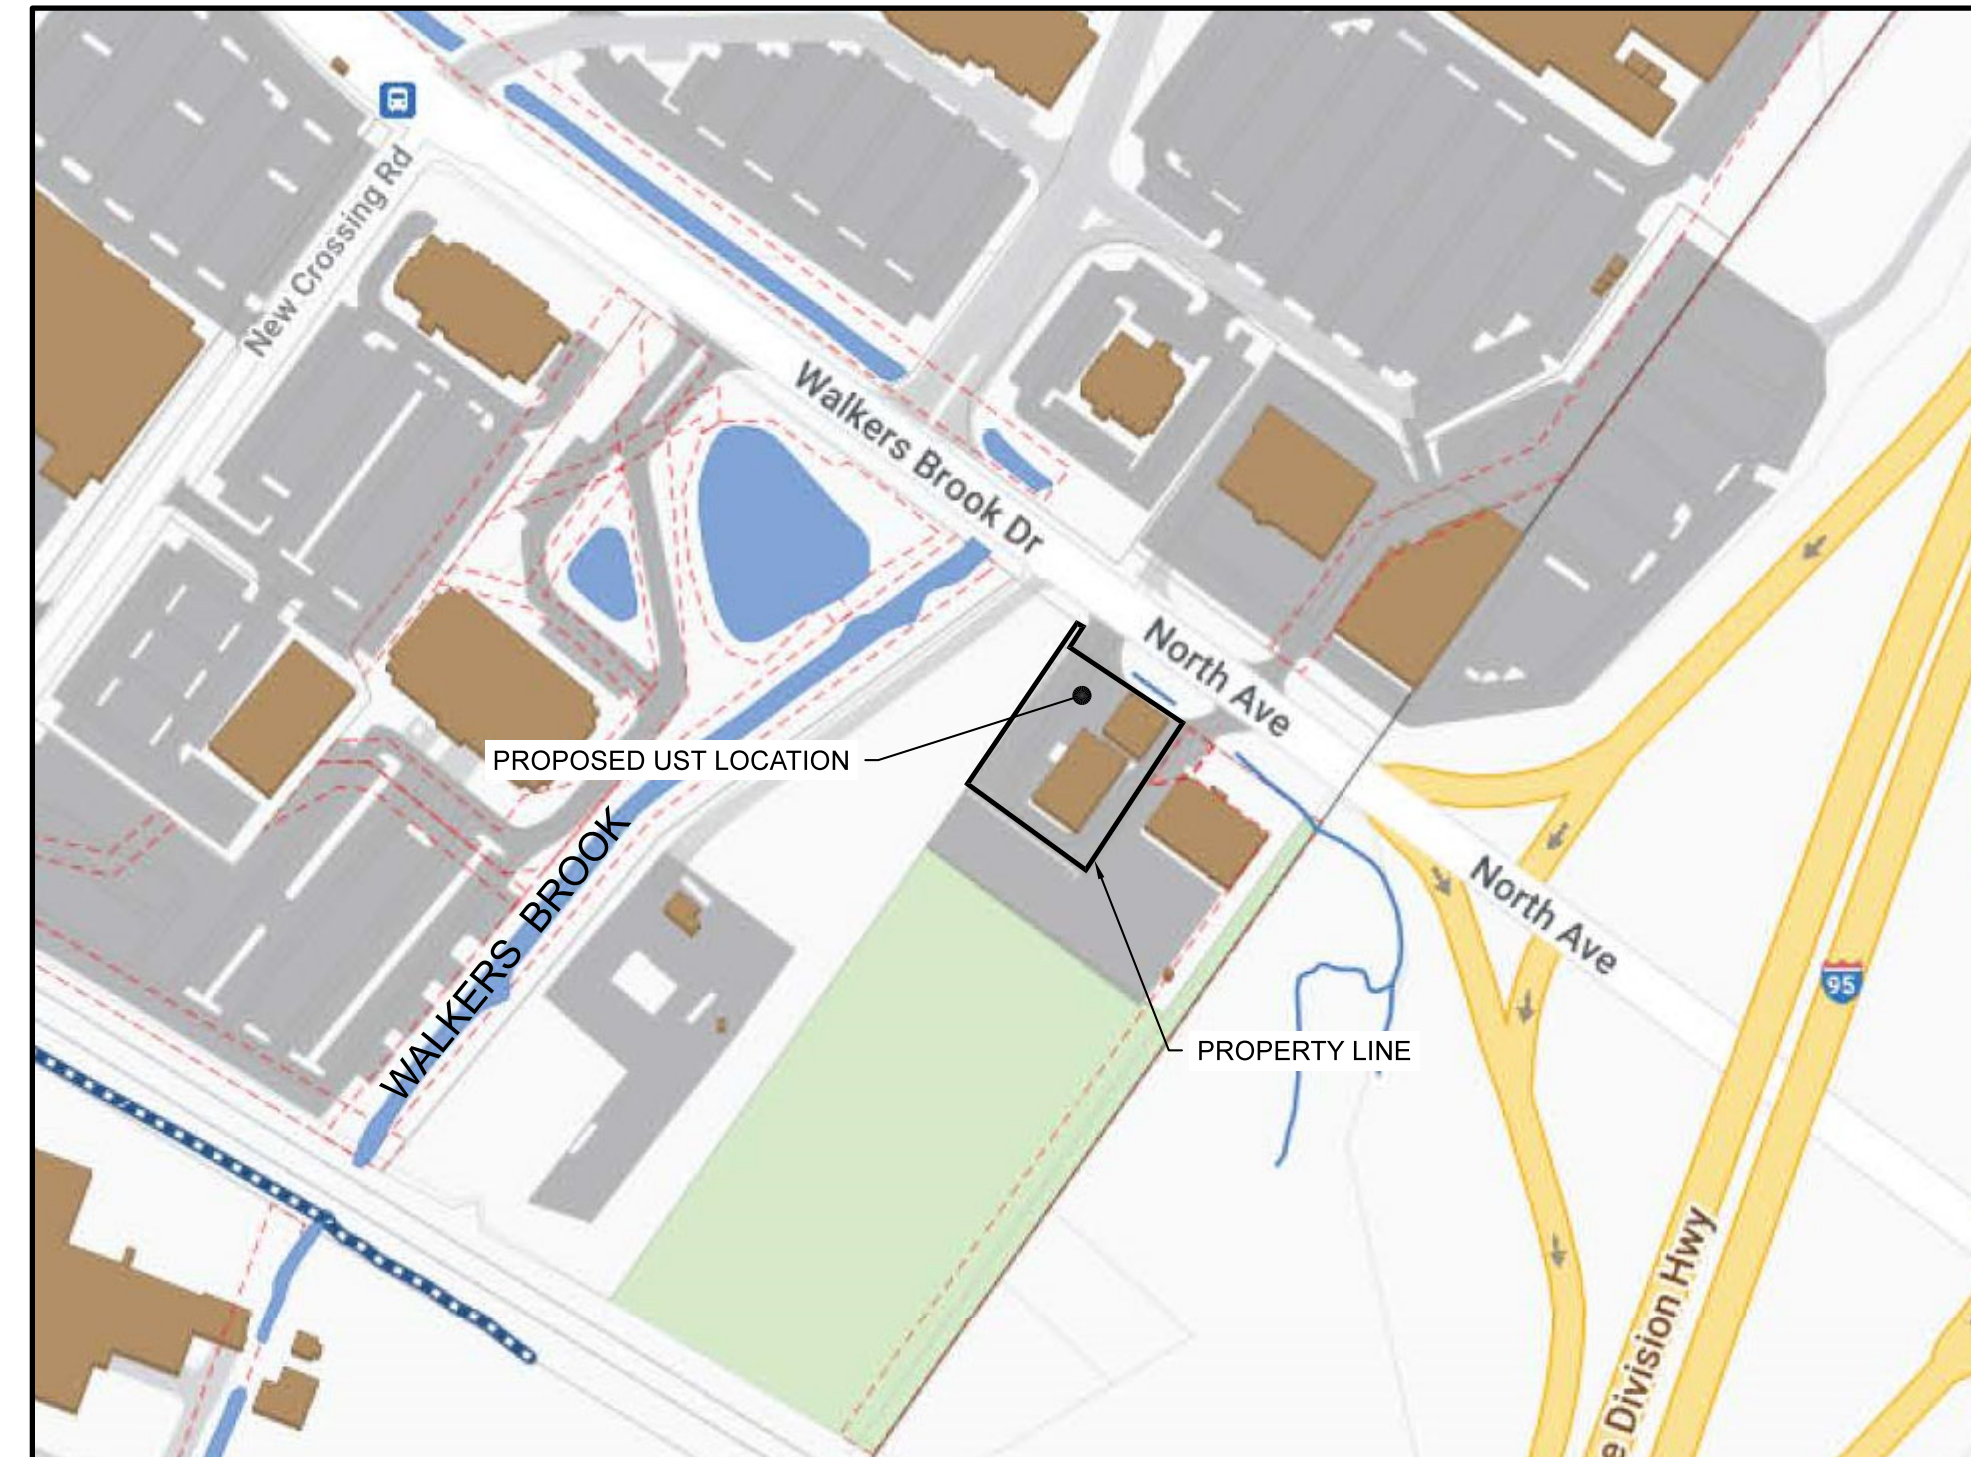 New Crossing Rd
Walkers Brook Dr
North Ave
PROPOSED UST LOCATION
WALKERS BROOK
North Ave
95
PROPERTY LINE
e Division Hwy